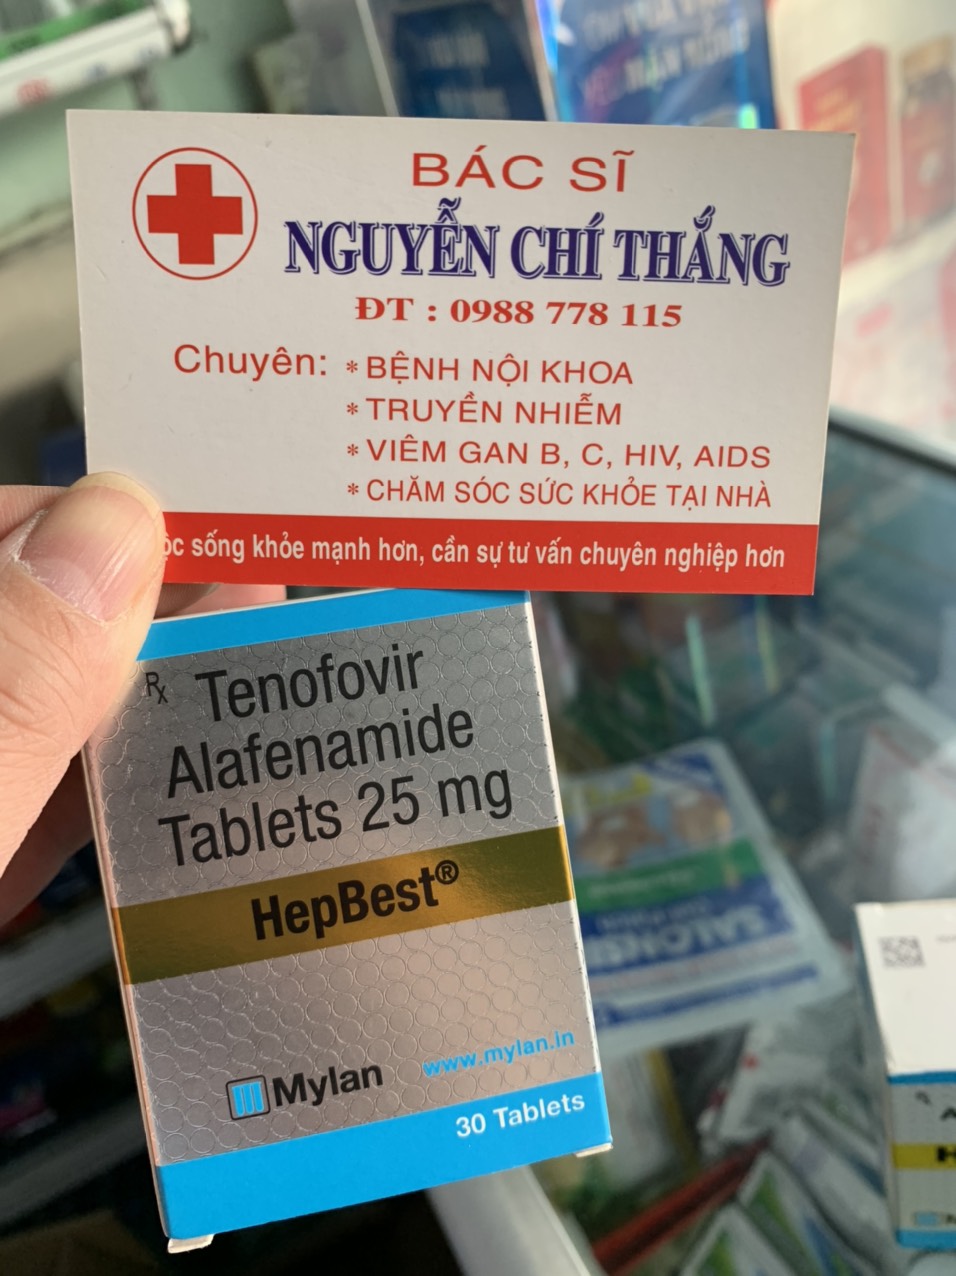 BÁC SĨ
NGUYỄN CHÍ THẮNG
ĐT : 0988 778 115
Chuyên: * BỆNH NỘI KHOA
* TRUYỀN NHIỄM
* VIÊM GAN B, C, HIV, AIDS
* CHĂM SÓC SỨC KHỎE TẠI NHÀ
sống khỏe mạnh hơn, cần sự tư vấn chuyên nghiệp hơn
Rx Tenofovir
Alafenamide
Tablets 25 mg
HepBest®
Mylan www.mylan.in
30 Tablets